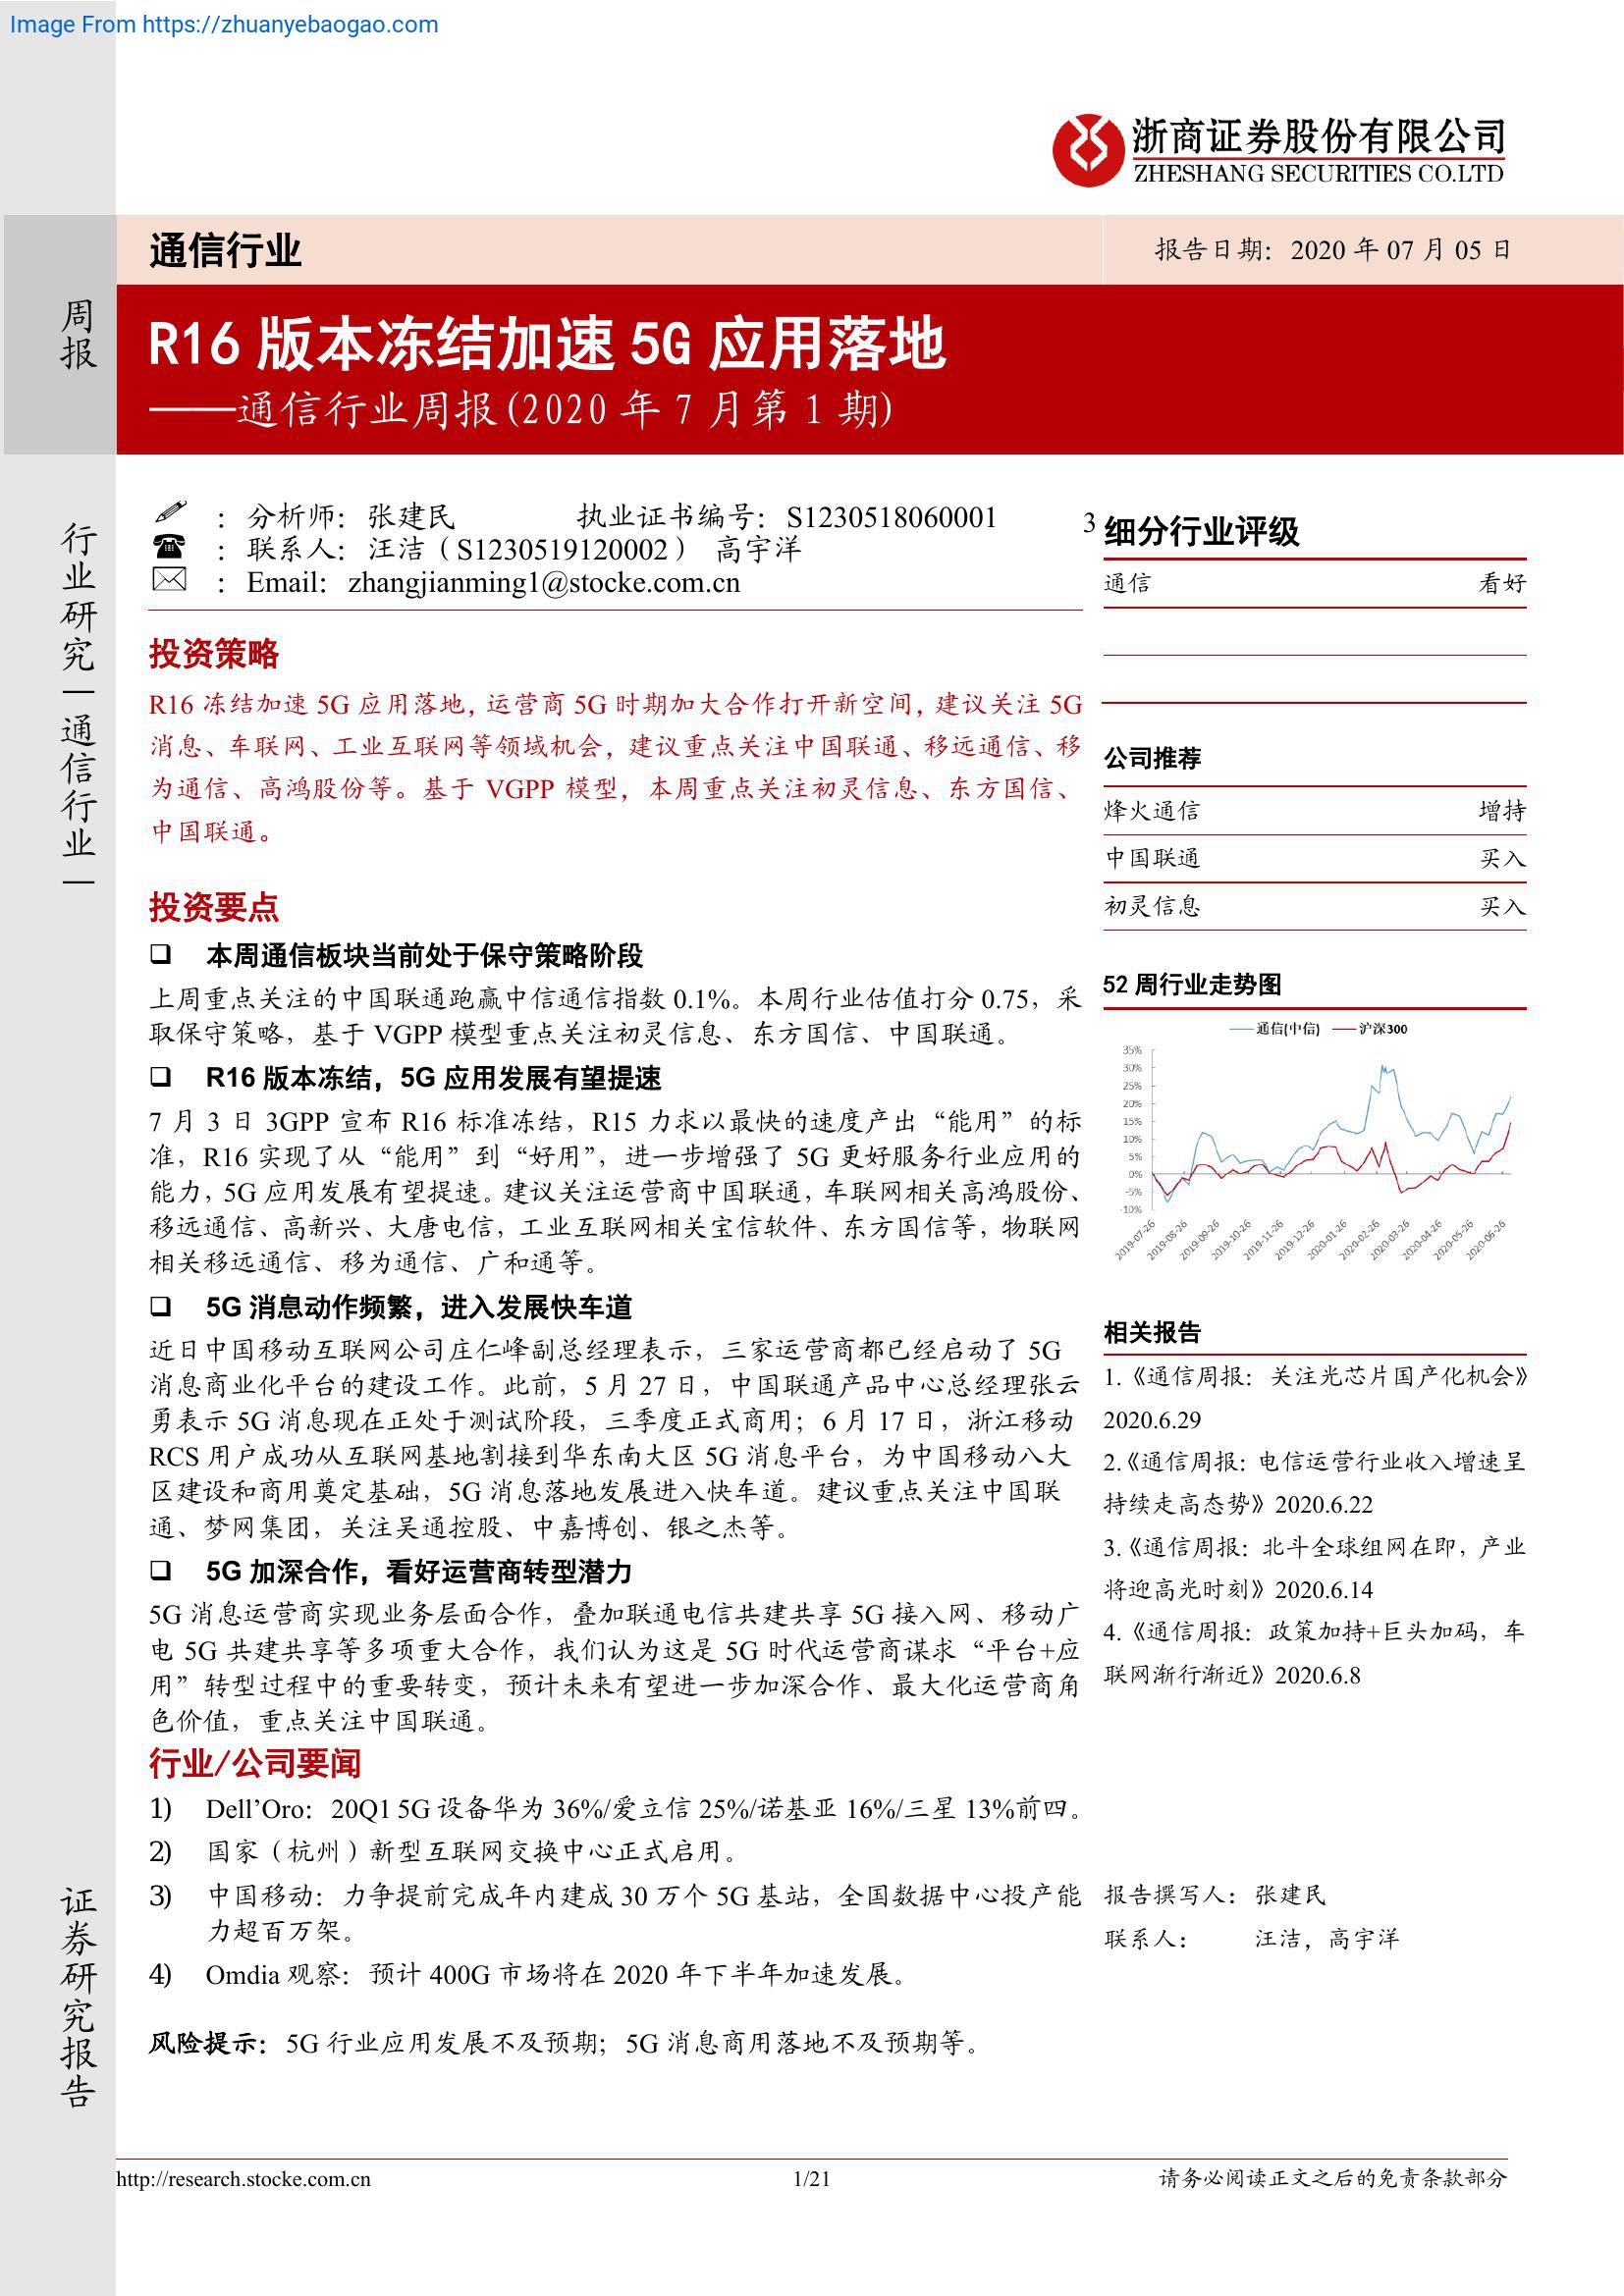 Image From https://zhuanyebaogao.com
浙商证券股份有限公司
ZHESHANG SECURITIES CO.LTD
通信行业
报告日期：2020 年 07 月 05 日
周报
R16 版本冻结加速 5G 应用落地
——通信行业周报(2020 年 7 月第 1 期)
行业研究｜通信行业｜
：分析师：张建民 执业证书编号：S1230518060001
：联系人：汪洁（S1230519120002） 高宇洋
：Email：zhangjianming1@stocke.com.cn
投资策略
R16 冻结加速 5G 应用落地，运营商 5G 时期加大合作打开新空间，建议关注 5G
消息、车联网、工业互联网等领域机会，建议重点关注中国联通、移远通信、移
为通信、高鸿股份等。基于 VGPP 模型，本周重点关注初灵信息、东方国信、
中国联通。
投资要点
❑ 本周通信板块当前处于保守策略阶段
上周重点关注的中国联通跑赢中信通信指数 0.1%。本周行业估值打分 0.75，采
取保守策略，基于 VGPP 模型重点关注初灵信息、东方国信、中国联通。
❑ R16 版本冻结，5G 应用发展有望提速
7 月 3 日 3GPP 宣布 R16 标准冻结，R15 力求以最快的速度产出“能用”的标
准，R16 实现了从“能用”到“好用”，进一步增强了 5G 更好服务行业应用的
能力，5G 应用发展有望提速。建议关注运营商中国联通，车联网相关高鸿股份、
移远通信、高新兴、大唐电信，工业互联网相关宝信软件、东方国信等，物联网
相关移远通信、移为通信、广和通等。
❑ 5G 消息动作频繁，进入发展快车道
近日中国移动互联网公司庄仁峰副总经理表示，三家运营商都已经启动了 5G
消息商业化平台的建设工作。此前，5 月 27 日，中国联通产品中心总经理张云
勇表示 5G 消息现在正处于测试阶段，三季度正式商用；6 月 17 日，浙江移动
RCS 用户成功从互联网基地割接到华东南大区 5G 消息平台，为中国移动八大
区建设和商用奠定基础，5G 消息落地发展进入快车道。建议重点关注中国联
通、梦网集团，关注吴通控股、中嘉博创、银之杰等。
❑ 5G 加深合作，看好运营商转型潜力
5G 消息运营商实现业务层面合作，叠加联通电信共建共享 5G 接入网、移动广
电 5G 共建共享等多项重大合作，我们认为这是 5G 时代运营商谋求“平台+应
用”转型过程中的重要转变，预计未来有望进一步加深合作、最大化运营商角
色价值，重点关注中国联通。
行业/公司要闻
1) Dell’Oro：20Q1 5G 设备华为 36%/爱立信 25%/诺基亚 16%/三星 13%前四。
2) 国家（杭州）新型互联网交换中心正式启用。
3) 中国移动：力争提前完成年内建成 30 万个 5G 基站，全国数据中心投产能
力超百万架。
4) Omdia 观察：预计 400G 市场将在 2020 年下半年加速发展。
风险提示：5G 行业应用发展不及预期；5G 消息商用落地不及预期等。
3 细分行业评级
通信 看好
公司推荐
烽火通信 增持
中国联通 买入
初灵信息 买入
52 周行业走势图
通信(中信) 沪深300
35%
30%
25%
20%
15%
10%
5%
0%
-5%
-10%
2019-07-26 2019-08-26 2019-09-26 2019-10-26 2019-11-26 2019-12-26 2020-01-26 2020-02-26 2020-03-26 2020-04-26 2020-05-26 2020-06-26
相关报告
1.《通信周报：关注光芯片国产化机会》
2020.6.29
2.《通信周报：电信运营行业收入增速呈
持续走高态势》2020.6.22
3.《通信周报：北斗全球组网在即，产业
将迎高光时刻》2020.6.14
4.《通信周报：政策加持+巨头加码，车
联网渐行渐近》2020.6.8
报告撰写人：张建民
联系人： 汪洁，高宇洋
证券研究报告
http://research.stocke.com.cn
1/21
请务必阅读正文之后的免责条款部分